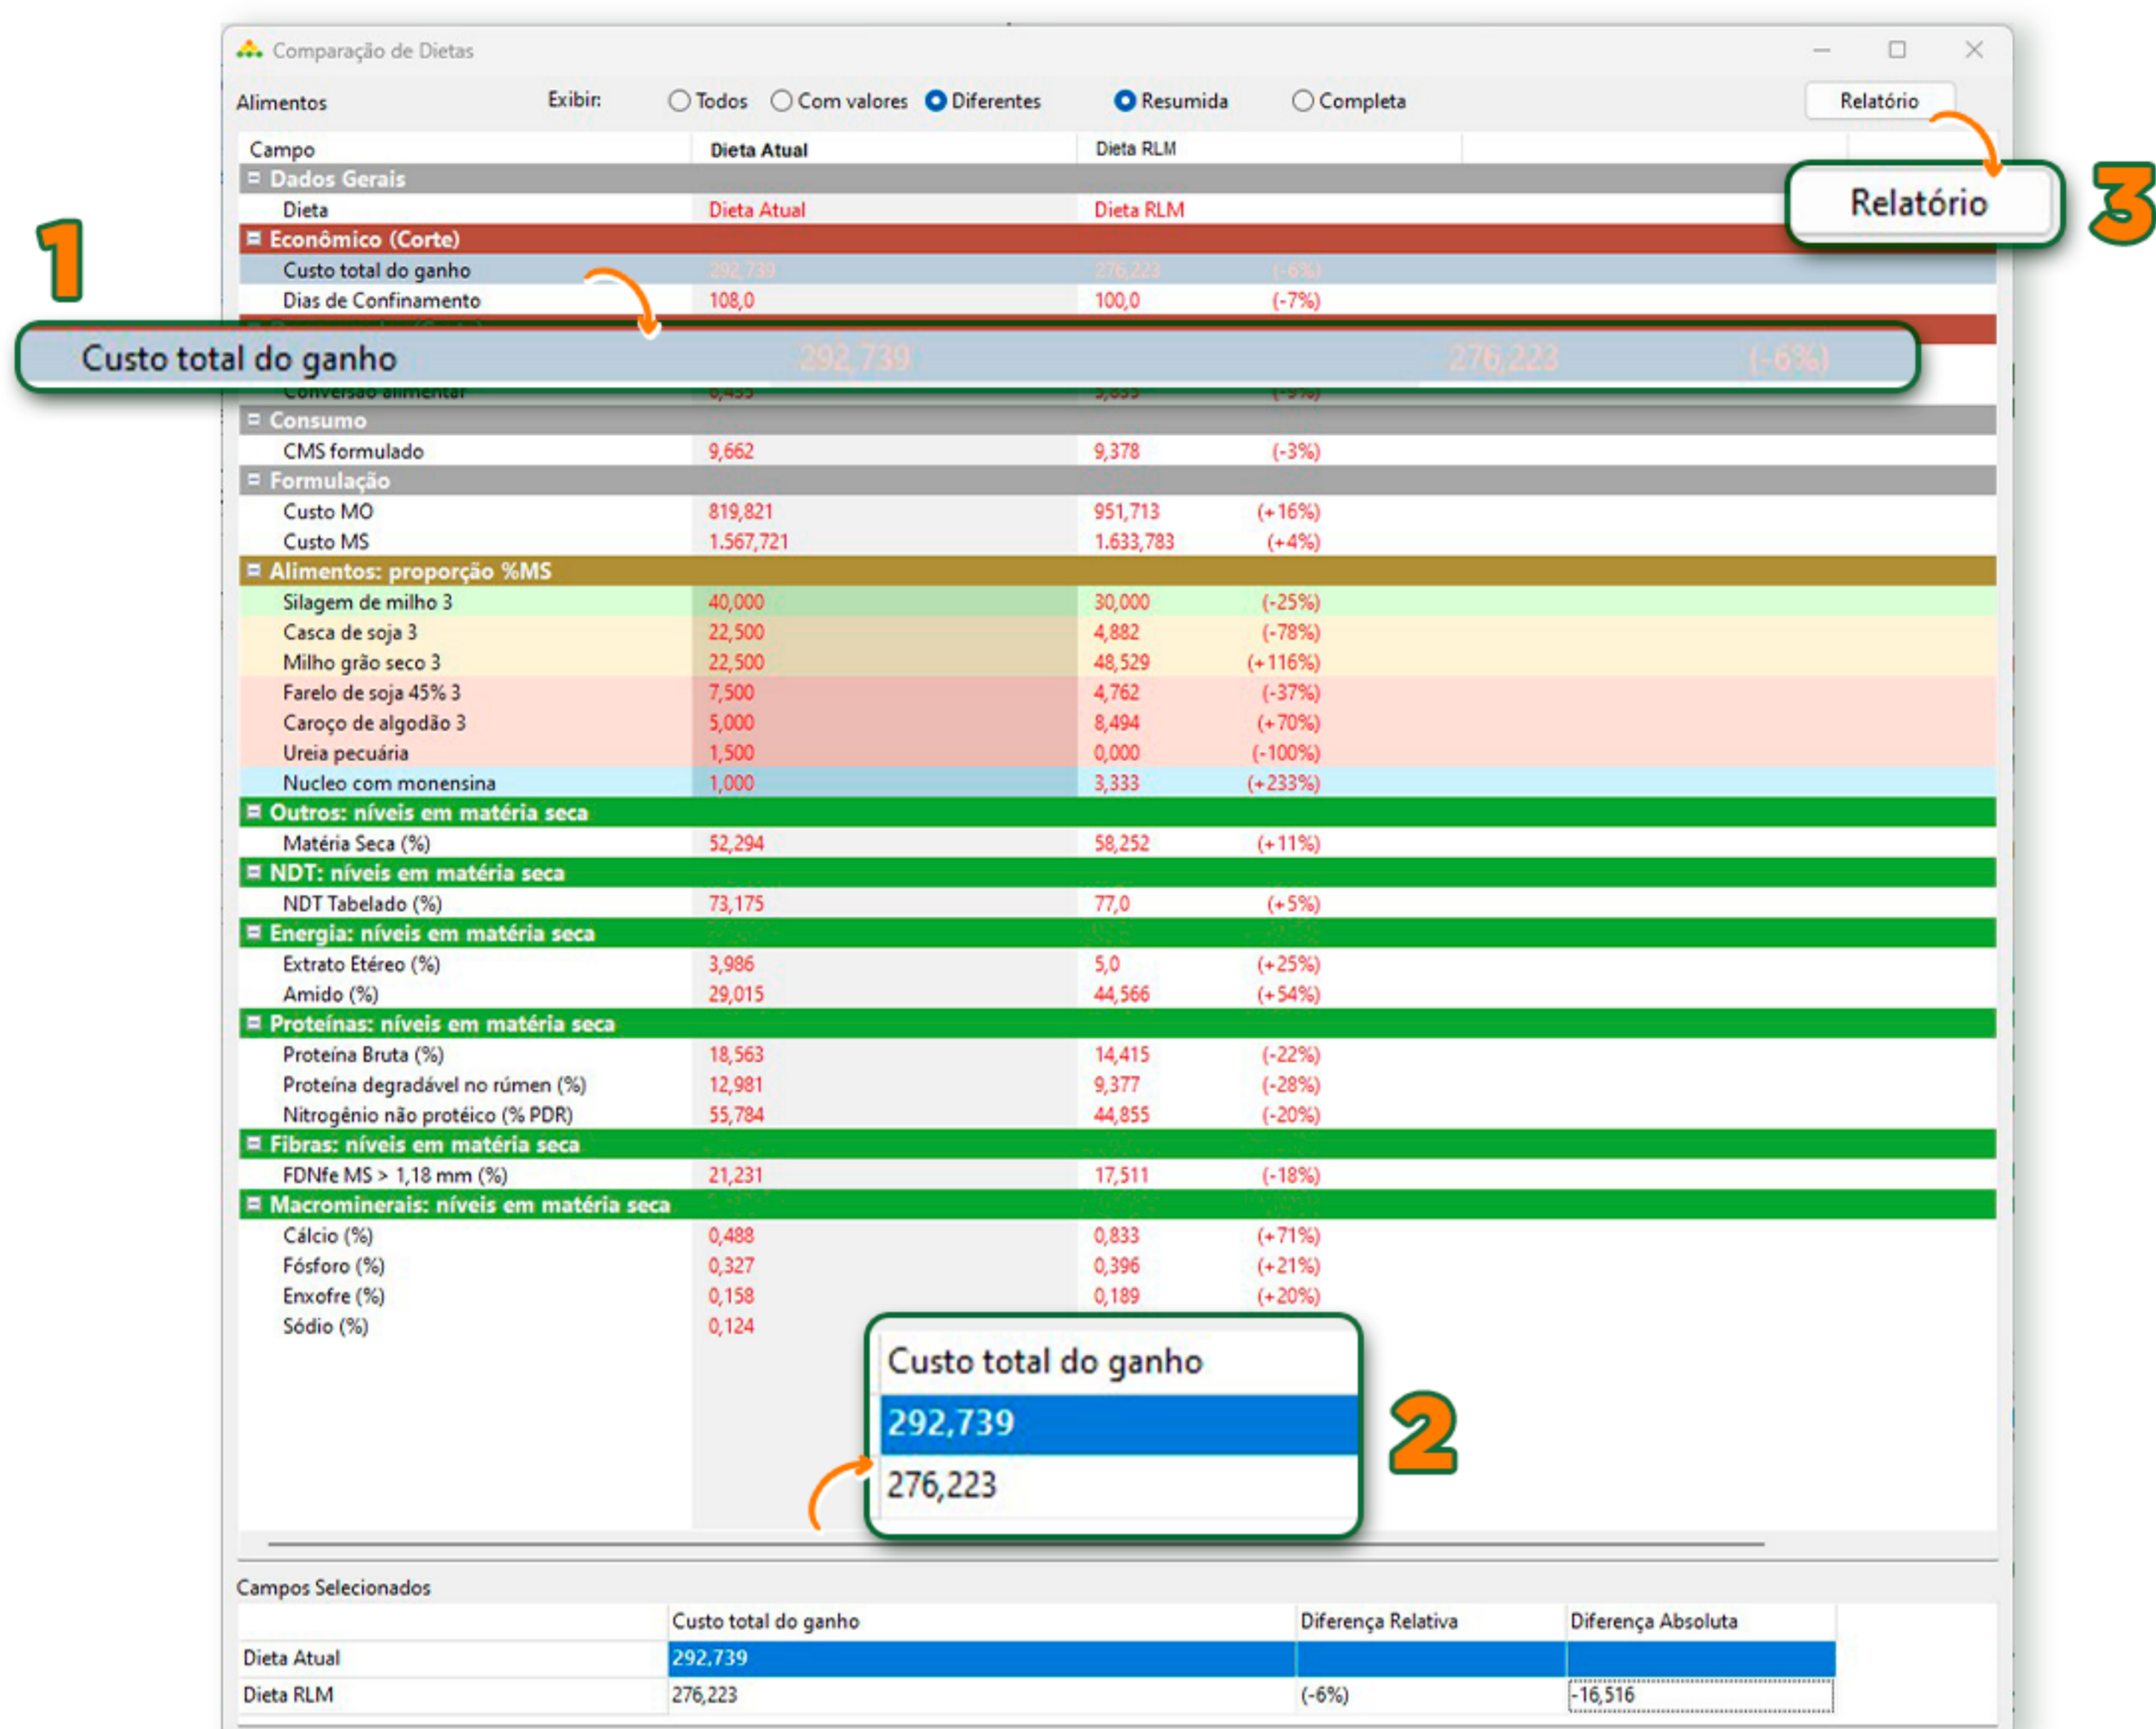 Comparação de Dietas
Alimentos Exibir: Todos Com valores Diferentes Resumida Completa Relatório
Campo Dieta Atual Dieta RLM
Dados Gerais
Relatório
3
Dieta Dieta Atual Dieta RLM
1
Econômico (Corte)
Custo total do ganho 292,739 276,223 (-6%)
Dias de Confinamento 108,0 100,0 (-7%)
Custo total do ganho 292,739 276,223 (-6%)
Conversão alimentar
Consumo
CMS formulado 9,662 9,378 (-3%)
Formulação
Custo MO 819,821 951,713 (+16%)
Custo MS 1.567,721 1.633,783 (+4%)
Alimentos: proporção %MS
Silagem de milho 3 40,000 30,000 (-25%)
Casca de soja 3 22,500 4,882 (-78%)
Milho grão seco 3 22,500 48,529 (+116%)
Farelo de soja 45% 3 7,500 4,762 (-37%)
Caroço de algodão 3 5,000 8,494 (+70%)
Ureia pecuária 1,500 0,000 (-100%)
Nucleo com monensina 1,000 3,333 (+233%)
Outros: níveis em matéria seca
Matéria Seca (%) 52,294 58,252 (+11%)
NDT: níveis em matéria seca
NDT Tabelado (%) 73,175 77,0 (+5%)
Energia: níveis em matéria seca
Extrato Etéreo (%) 3,986 5,0 (+25%)
Amido (%) 29,015 44,566 (+54%)
Proteínas: níveis em matéria seca
Proteína Bruta (%) 18,563 14,415 (-22%)
Proteína degradável no rúmen (%) 12,981 9,377 (-28%)
Nitrogênio não protéico (% PDR) 55,784 44,855 (-20%)
Fibras: níveis em matéria seca
FDNfe MS > 1,18 mm (%) 21,231 17,511 (-18%)
Macrominerais: níveis em matéria seca
Cálcio (%) 0,488 0,833 (+71%)
Fósforo (%) 0,327 0,396 (+21%)
Enxofre (%) 0,158 0,189 (+20%)
Sódio (%) 0,124
Custo total do ganho
292,739
276,223
2
Campos Selecionados
Custo total do ganho Diferença Relativa Diferença Absoluta
Dieta Atual 292,739
Dieta RLM 276,223 (-6%) -16,516